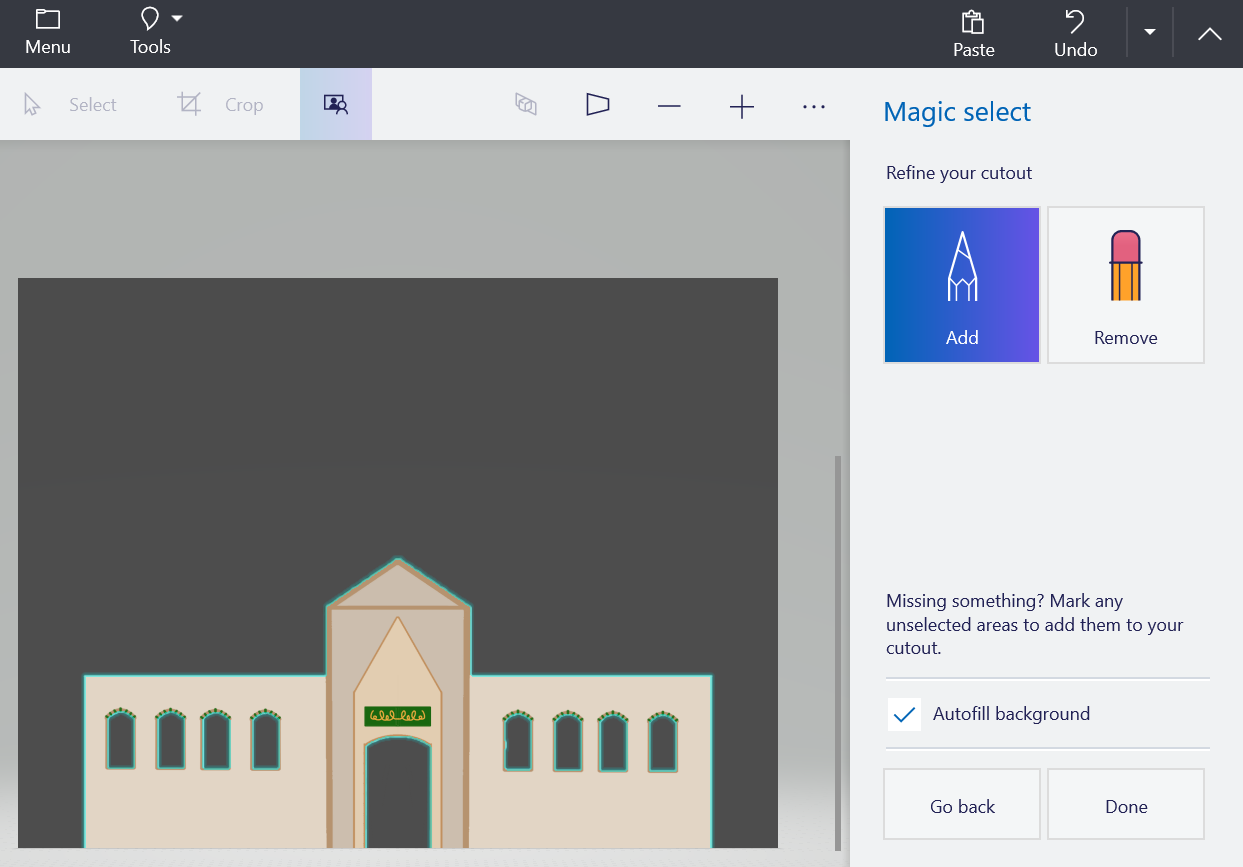 Menu
Tools
Paste
Undo
Select
Crop
Magic select
Refine your cutout
Add
Remove
Missing something? Mark any
unselected areas to add them to your
cutout.
Autofill background
Go back
Done